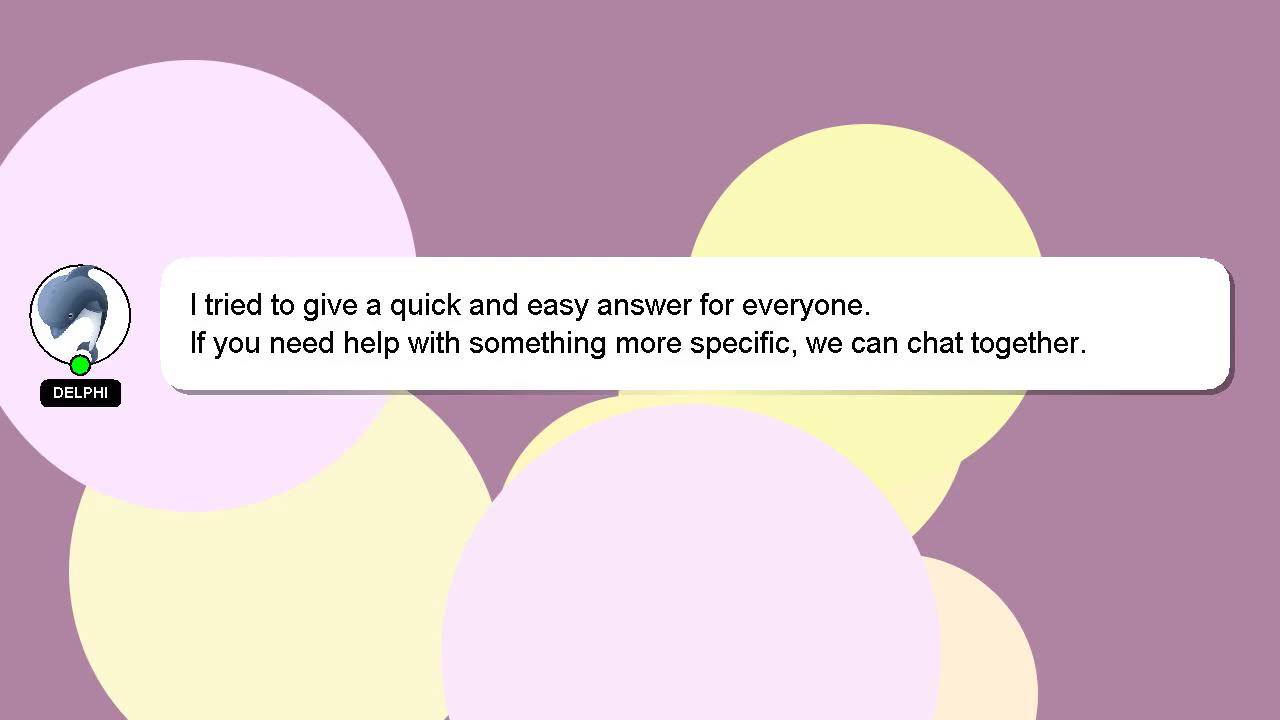 I tried to give a quick and easy answer for everyone.
If you need help with something more specific, we can chat together.
DELPHI